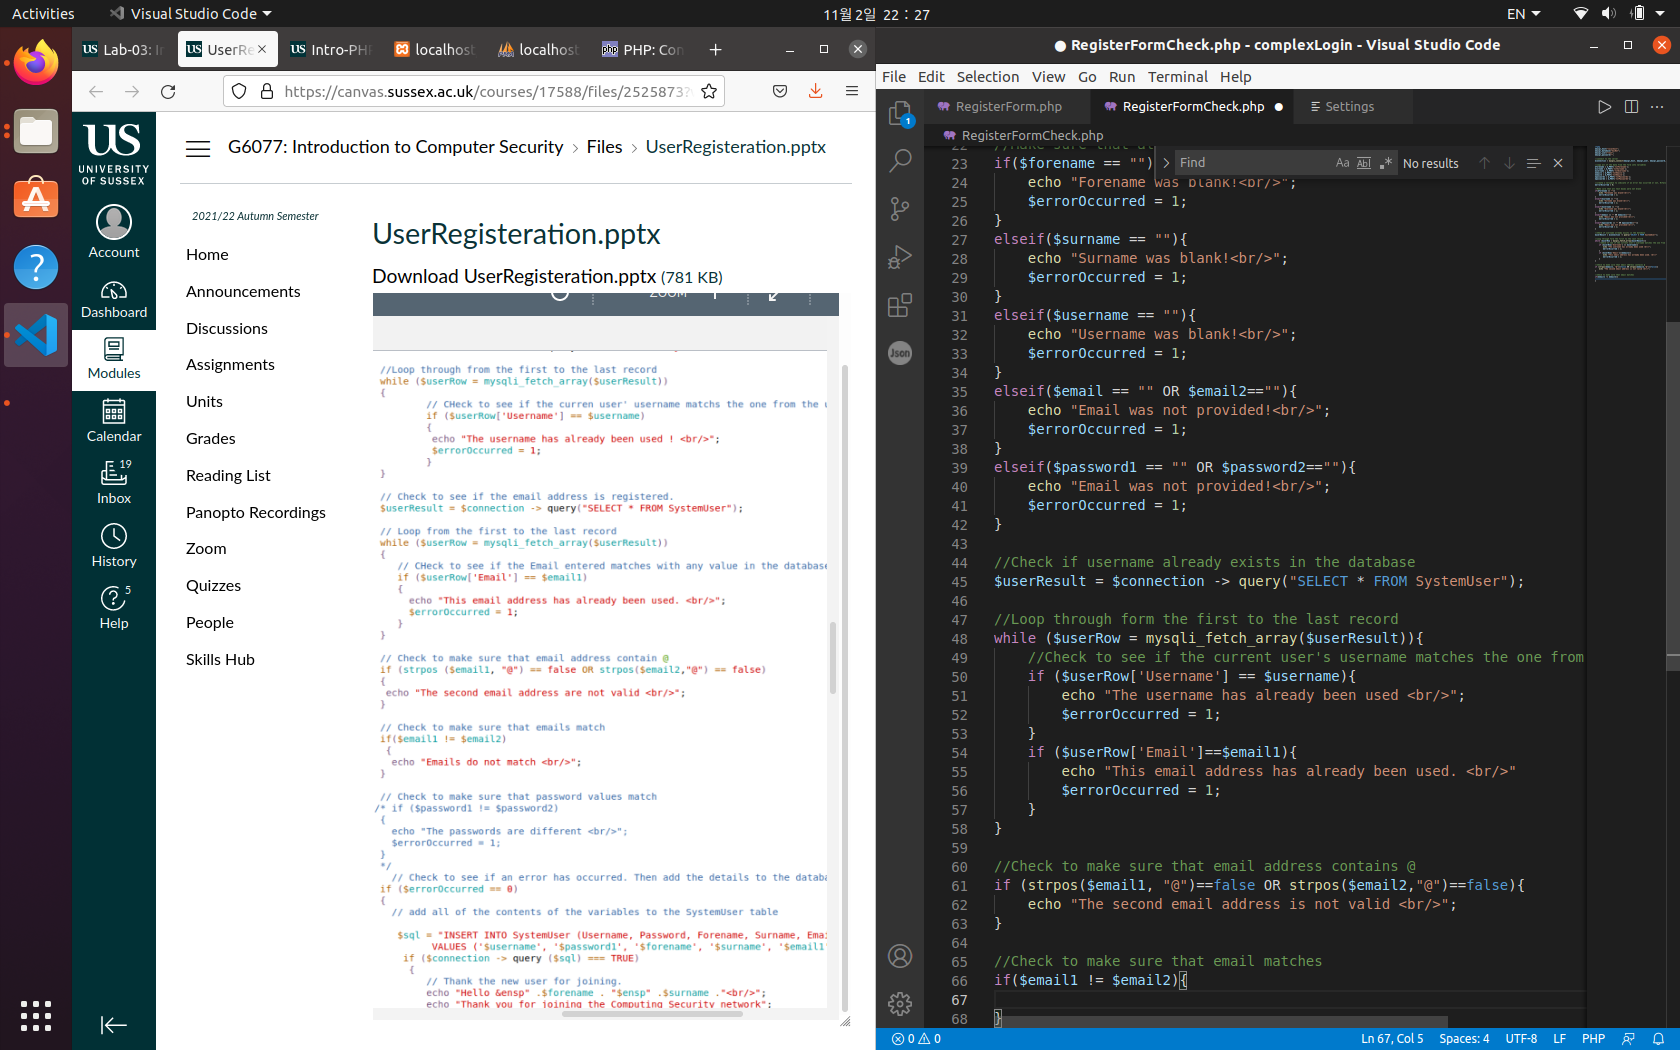 Activities
Visual Studio Code
11월 2일 22 : 27
EN
Lab-03: I
UserRe
Intro-PH
localhost
localhost
PHP: Con
https://canvas.sussex.ac.uk/courses/17588/files/2525873?
US
UNIVERSITY
OF SUSSEX
Account
Dashboard
Modules
Calendar
19
Inbox
History
5
Help
G6077: Introduction to Computer Security > Files > UserRegisteration.pptx
2021/22 Autumn Semester
Home
Announcements
Discussions
Assignments
Units
Grades
Reading List
Panopto Recordings
Zoom
Quizzes
People
Skills Hub
UserRegisteration.pptx
Download UserRegisteration.pptx (781 KB)
ZOOM
//Loop through from the first to the last record
while ($userRow = mysqli_fetch_array($userResult))
{
// CHeck to see if the curren user' username matchs the one from the
if ($userRow['Username'] == $username)
{
echo "The username has already been used ! <br/>";
$errorOccurred = 1;
}
}
// Check to see if the email address is registered.
$userResult = $connection -> query("SELECT * FROM SystemUser");
// Loop from the first to the last record
while ($userRow = mysqli_fetch_array($userResult))
{
// CHeck to see if the Email entered matches with any value in the database
if ($userRow['Email'] == $email1)
{
echo "This email address has already been used. <br/>";
$errorOccurred = 1;
}
}
// Check to make sure that email address contain @
if (strpos ($email1, "@") == false OR strpos($email2,"@") == false)
{
echo "The second email address are not valid <br/>";
}
// Check to make sure that emails match
if($email1 != $email2)
{
echo "Emails do not match <br/>";
}
// Check to make sure that password values match
/* if ($password1 != $password2)
{
echo "The passwords are different <br/>";
$errorOccurred = 1;
}
*/
// Check to see if an error has occurred. Then add the details to the databa
if ($errorOccurred == 0)
{
// add all of the contents of the variables to the SystemUser table
$sql = "INSERT INTO SystemUser (Username, Password, Forename, Surname, Emai
VALUES ('$username', '$password1', '$forename', '$surname', '$email1'
if ($connection -> query ($sql) === TRUE)
{
// Thank the new user for joining.
echo "Hello &ensp" .$forename . "$ensp" .$surname ."<br/>";
echo "Thank you for joining the Computing Security network";
● RegisterFormCheck.php - complexLogin - Visual Studio Code
File Edit Selection View Go Run Terminal Help
1
RegisterForm.php
RegisterFormCheck.php ●
Settings
RegisterFormCheck.php
Find
Aa
Ab
No results
Json
22 //Make sure that al
23 if($forename == "")
24 echo "Forename was blank!<br/>";
25 $errorOccurred = 1;
26 }
27 elseif($surname == ""){
28 echo "Surname was blank!<br/>";
29 $errorOccurred = 1;
30 }
31 elseif($username == ""){
32 echo "Username was blank!<br/>";
33 $errorOccurred = 1;
34 }
35 elseif($email == "" OR $email2==""){
36 echo "Email was not provided!<br/>";
37 $errorOccurred = 1;
38 }
39 elseif($password1 == "" OR $password2==""){
40 echo "Email was not provided!<br/>";
41 $errorOccurred = 1;
42 }
43
44 //Check if username already exists in the database
45 $userResult = $connection -> query("SELECT * FROM SystemUser");
46
47 //Loop through form the first to the last record
48 while ($userRow = mysqli_fetch_array($userResult)){
49 //Check to see if the current user's username matches the one from
50 if ($userRow['Username'] == $username){
51 echo "The username has already been used <br/>";
52 $errorOccurred = 1;
53 }
54 if ($userRow['Email']==$email1){
55 echo "This email address has already been used. <br/>"
56 $errorOccurred = 1;
57 }
58 }
59
60 //Check to make sure that email address contains @
61 if (strpos($email1, "@")==false OR strpos($email2,"@")==false){
62 echo "The second email address is not valid <br/>";
63 }
64
65 //Check to make sure that email matches
66 if($email1 != $email2){
67
68 }
0 0
Ln 67, Col 5 Spaces: 4 UTF-8 LF PHP